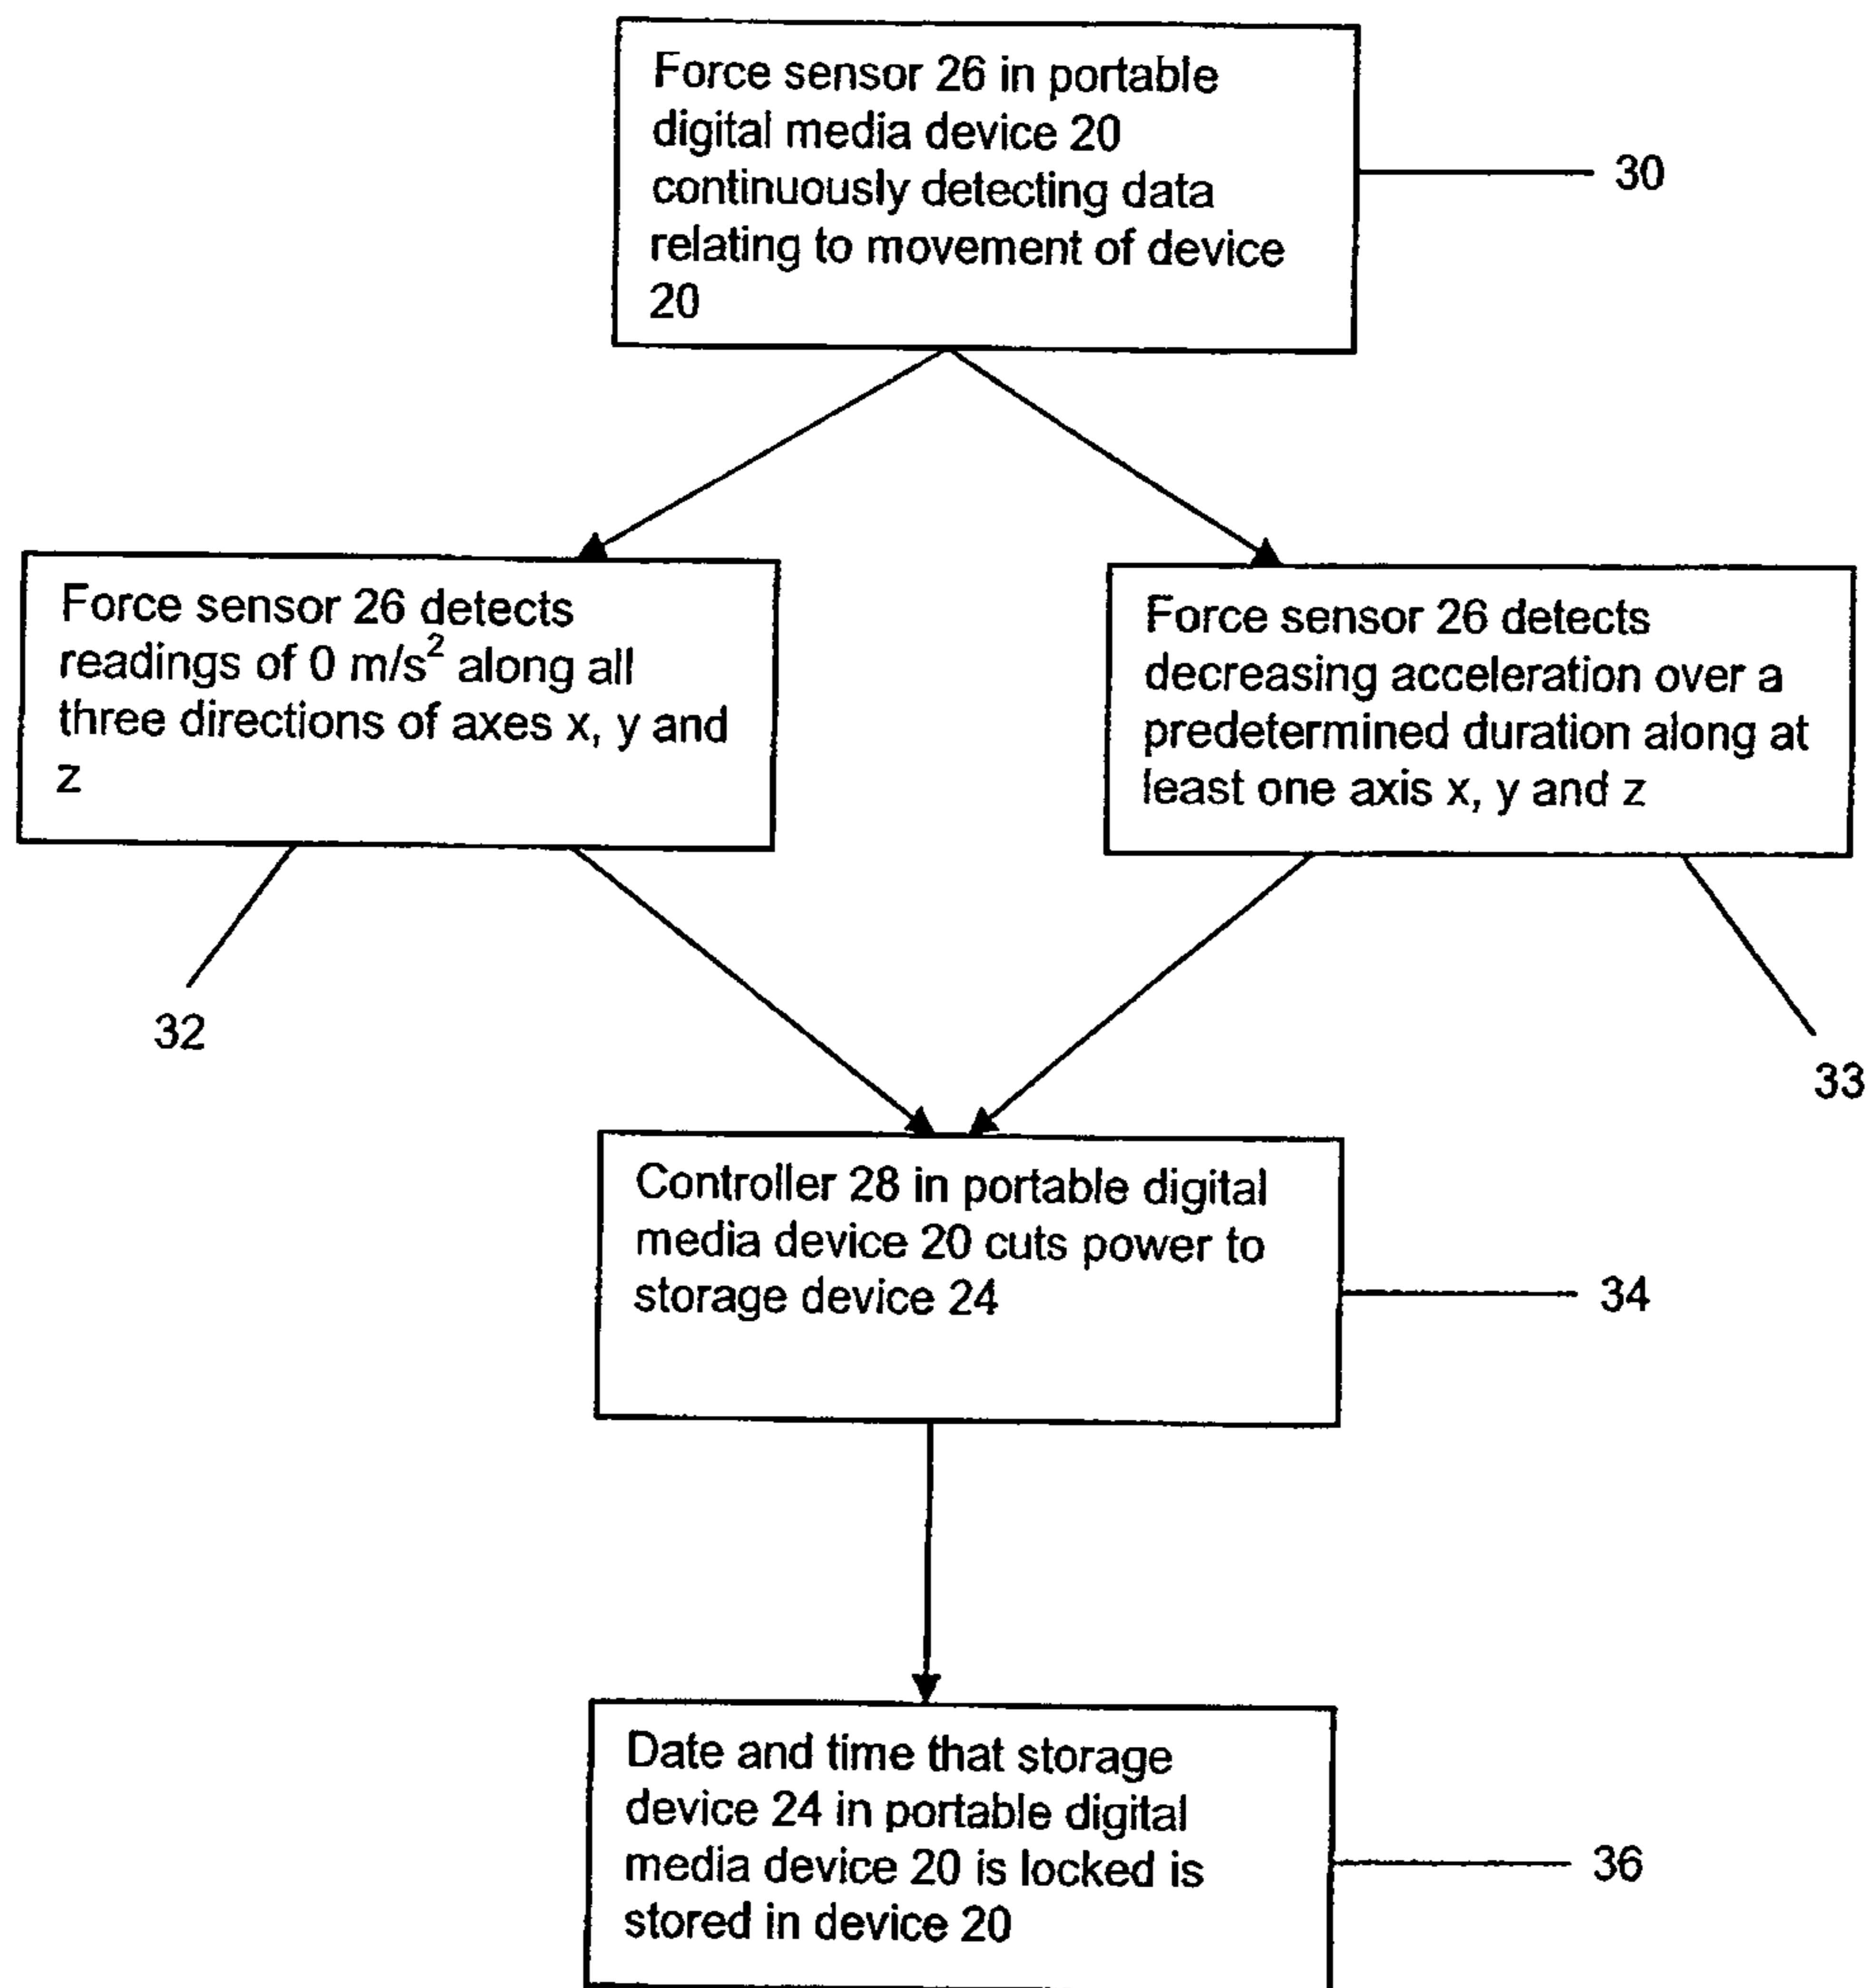 Force sensor 26 in portable
digital media device 20
continuously detecting data
relating to movement of device
20
30
Force sensor 26 detects
readings of 0 m/s² along all
three directions of axes x, y and
z
32
Force sensor 26 detects
decreasing acceleration over a
predetermined duration along at
least one axis x, y and z
33
Controller 28 in portable digital
media device 20 cuts power to
storage device 24
34
Date and time that storage
device 24 in portable digital
media device 20 is locked is
stored in device 20
36